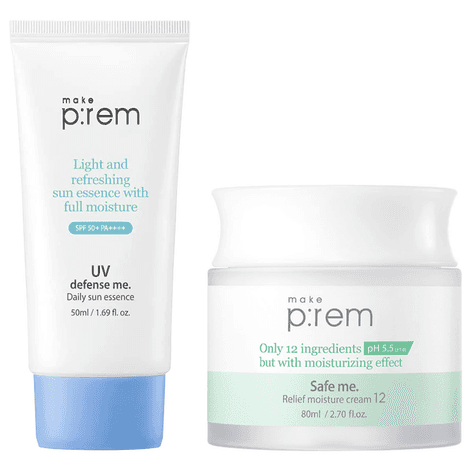 make
p:rem
Light and
refreshing
sun essence with
full moisture
SPF 50+ PA++++
UV
defense me.
Daily sun essence
50ml / 1.69 fl. oz.
make
p:rem
Only 12 ingredients pH 5.5
but with moisturizing effect
Safe me.
Relief moisture cream 12
80ml / 2.70 fl.oz.